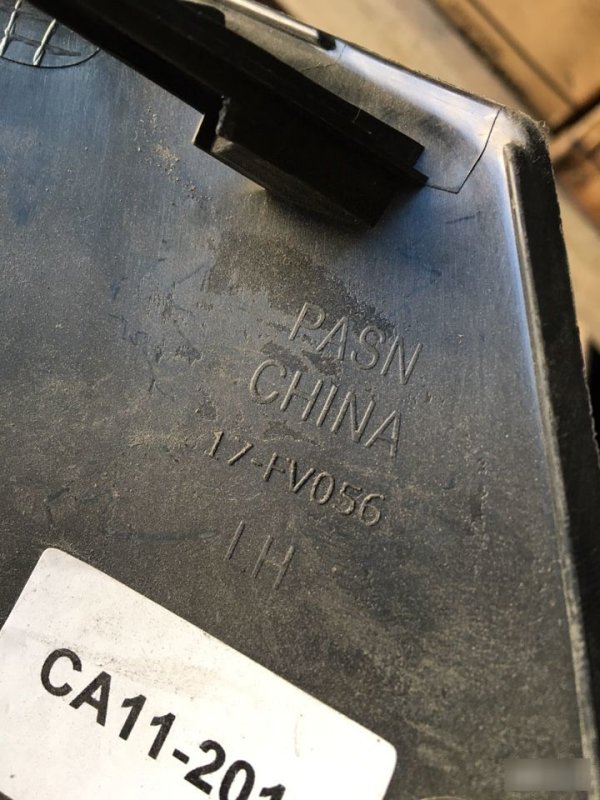 PASN
CHINA
17-FV056
LH
CA11-201